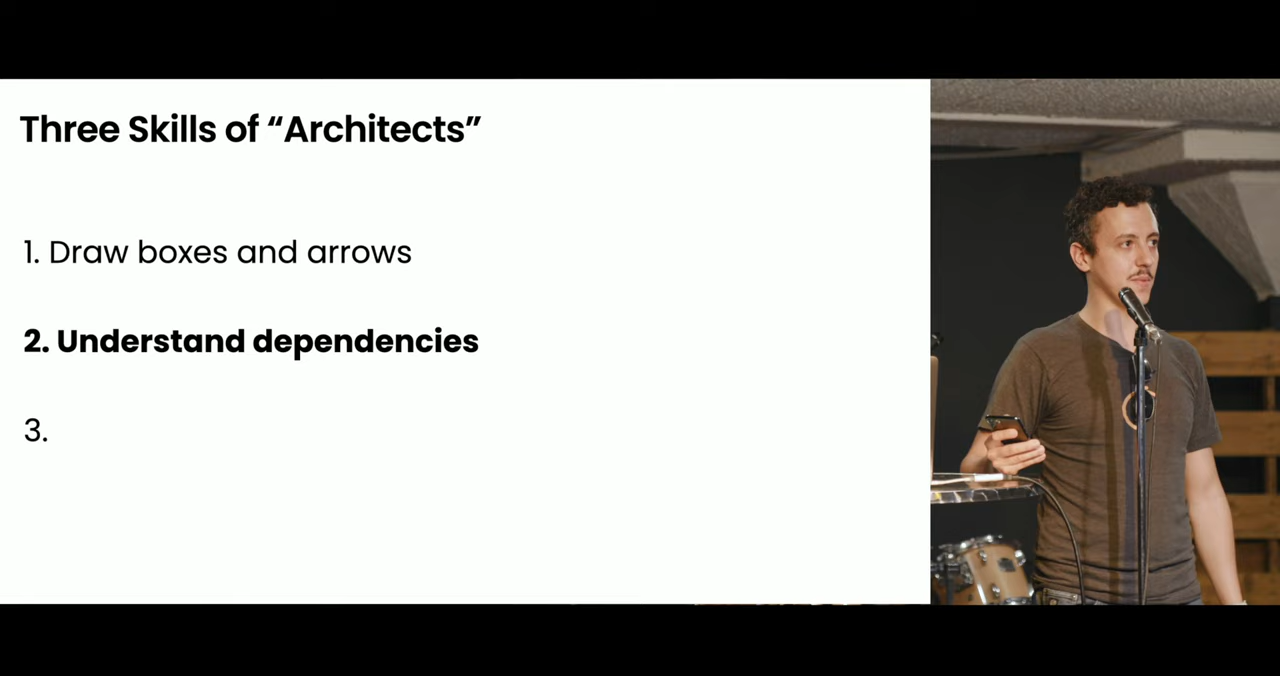 Three Skills of “Architects”
1. Draw boxes and arrows
2. Understand dependencies
3.